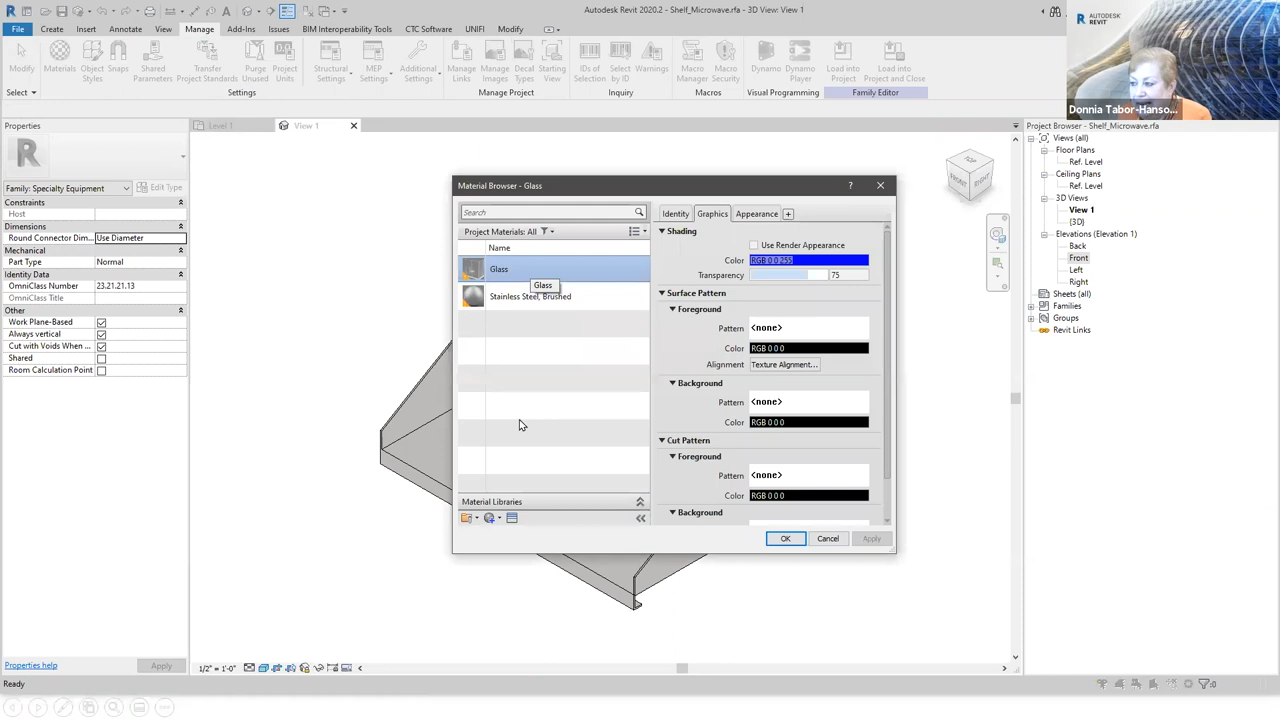 Autodesk Revit 2020.2 - Shelf_Microwave.rfa - 3D View: View 1
AUTODESK
REVIT
File Create Insert Annotate View Manage Add-Ins Issues BIM Interoperability Tools CTC Software UNIFI Modify
Modify Materials Object Styles Snaps Shared Parameters Transfer Project Standards Purge Unused Project Units Structural Settings MEP Settings Additional Settings Manage Links Manage Images Decal Types Starting View IDs of Selection Select by ID Warnings Macro Manager Macro Security Dynamo Dynamo Player Load into Project Load into Project and Close
Select Settings Manage Project Inquiry Macros Visual Programming Family Editor
Donnia Tabor-Hanso...
Properties
Level 1 View 1
R
Family: Specialty Equipment Edit Type
Constraints
Host
Dimensions
Round Connector Dim... Use Diameter
Mechanical
Part Type Normal
Identity Data
OmniClass Number 23.21.21.13
OmniClass Title
Other
Work Plane-Based
Always vertical
Cut with Voids When ...
Shared
Room Calculation Point
Properties help Apply
TOP
FRONT RIGHT
Material Browser - Glass
?
Search
Project Materials: All
Name
Glass
Glass
Stainless Steel, Brushed
Material Libraries
Identity Graphics Appearance
Shading
Use Render Appearance
Color RGB 0 0 255
Transparency 75
Surface Pattern
Foreground
Pattern <none>
Color RGB 0 0 0
Alignment Texture Alignment...
Background
Pattern <none>
Color RGB 0 0 0
Cut Pattern
Foreground
Pattern <none>
Color RGB 0 0 0
Background
OK Cancel Apply
Project Browser - Shelf_Microwave.rfa
Views (all)
Floor Plans
Ref. Level
Ceiling Plans
Ref. Level
3D Views
View 1
{3D}
Elevations (Elevation 1)
Back
Front
Left
Right
Sheets (all)
Families
Groups
Revit Links
1/2" = 1'-0"
Ready
:0